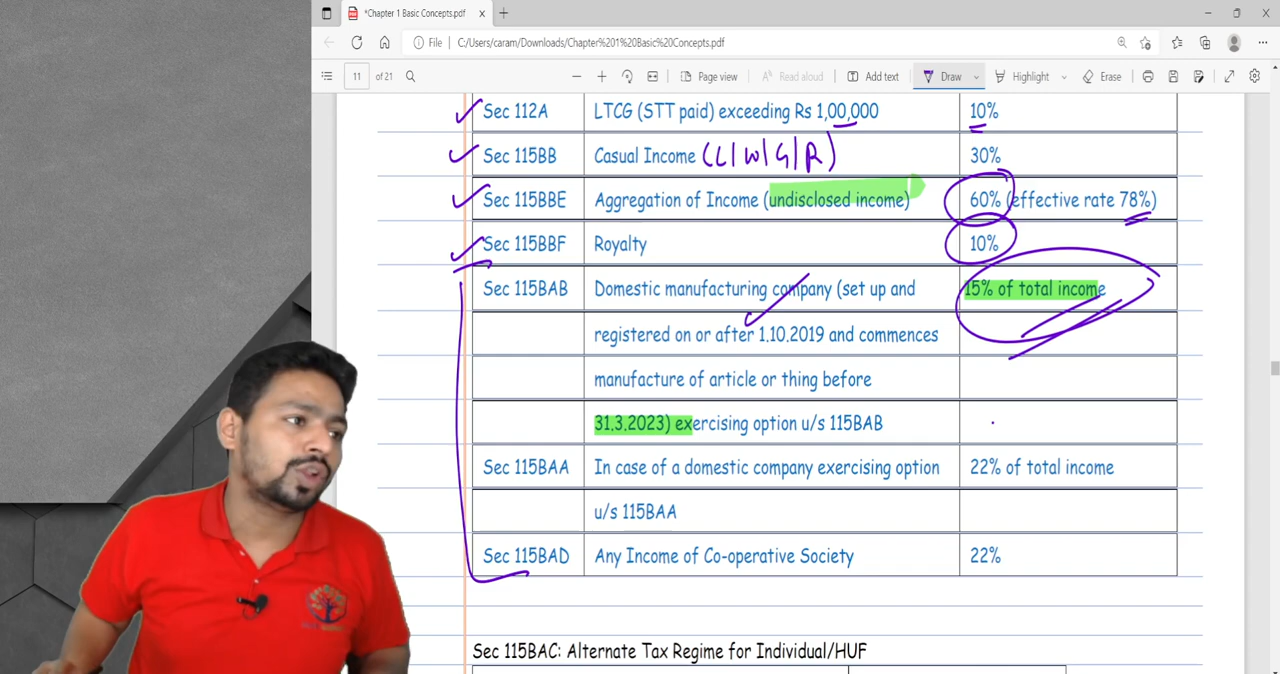 *Chapter 1 Basic Concepts.pdf
File C:/Users/caram/Downloads/Chapter%201%20Basic%20Concepts.pdf
11 of 21 Page view Read aloud Add text Draw Highlight Erase
Sec 112A LTCG (STT paid) exceeding Rs 1,00,000 10%
Sec 115BB Casual Income (L|W|G|R) 30%
Sec 115BBE Aggregation of Income (undisclosed income) 60% (effective rate 78%)
Sec 115BBF Royalty 10%
Sec 115BAB Domestic manufacturing company (set up and 15% of total income
registered on or after 1.10.2019 and commences
manufacture of article or thing before
31.3.2023) exercising option u/s 115BAB
Sec 115BAA In case of a domestic company exercising option 22% of total income
u/s 115BAA
Sec 115BAD Any Income of Co-operative Society 22%
Sec 115BAC: Alternate Tax Regime for Individual/HUF